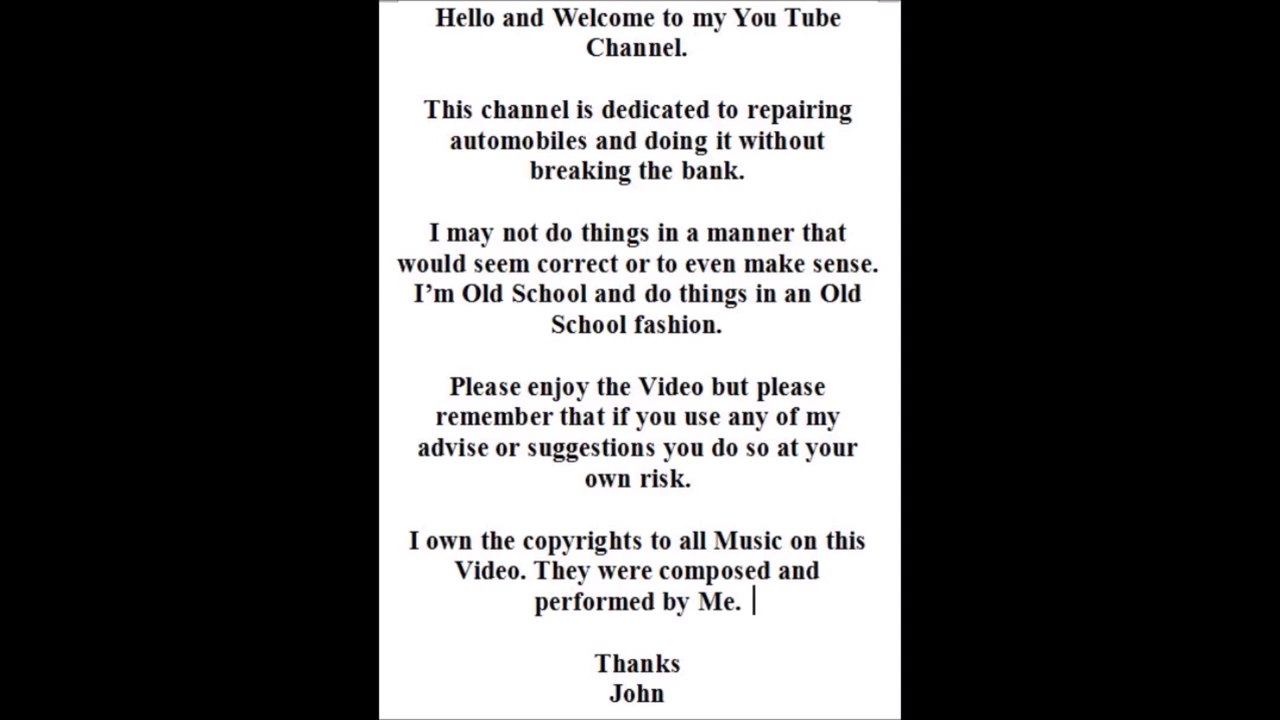 Hello and Welcome to my You Tube
Channel.
This channel is dedicated to repairing
automobiles and doing it without
breaking the bank.
I may not do things in a manner that
would seem correct or to even make sense.
I’m Old School and do things in an Old
School fashion.
Please enjoy the Video but please
remember that if you use any of my
advise or suggestions you do so at your
own risk.
I own the copyrights to all Music on this
Video. They were composed and
performed by Me.
Thanks
John